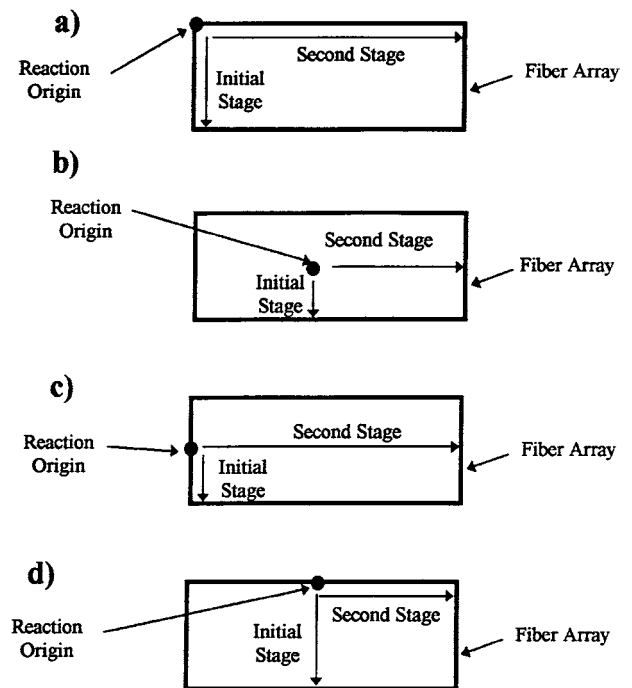 a)
Reaction
Origin
Second Stage
Initial
Stage
Fiber Array
b)
Reaction
Origin
Second Stage
Initial
Stage
Fiber Array
c)
Reaction
Origin
Second Stage
Initial
Stage
Fiber Array
d)
Reaction
Origin
Second Stage
Initial
Stage
Fiber Array